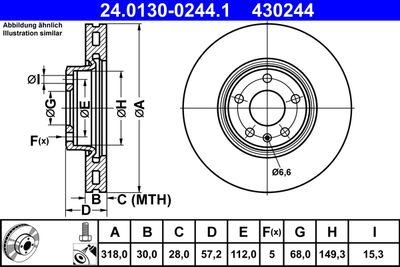 24.0130-0244.1 430244
Abbildung ähnlich
Illustration similar
ØI
ØG
ØE
ØH
ØA
F(x)
B
C (MTH)
D
Ø6,6
A B C D E F(x) G H I
318,0 30,0 28,0 57,2 112,0 5 68,0 149,3 15,3